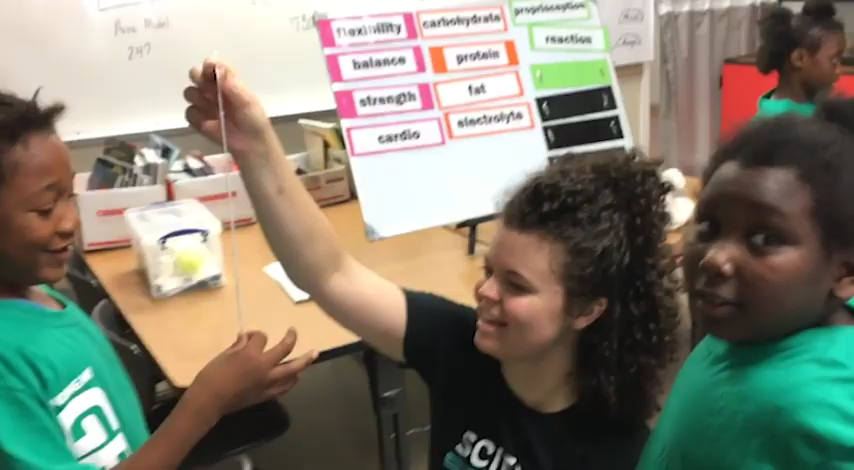 247
flexibility
balance
strength
cardio
carbohydrate
protein
fat
electrolyte
proprioception
reaction
SCI